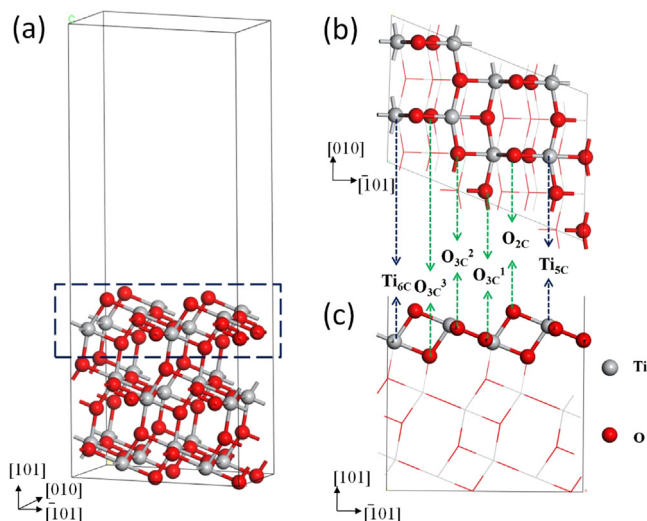 (a)
(b)
[010]
[1̄01]
O2C
O3C2
Ti6C
O3C3
O3C1
Ti5C
(c)
Ti
O
[101]
[010]
[1̄01]
[101]
[1̄01]